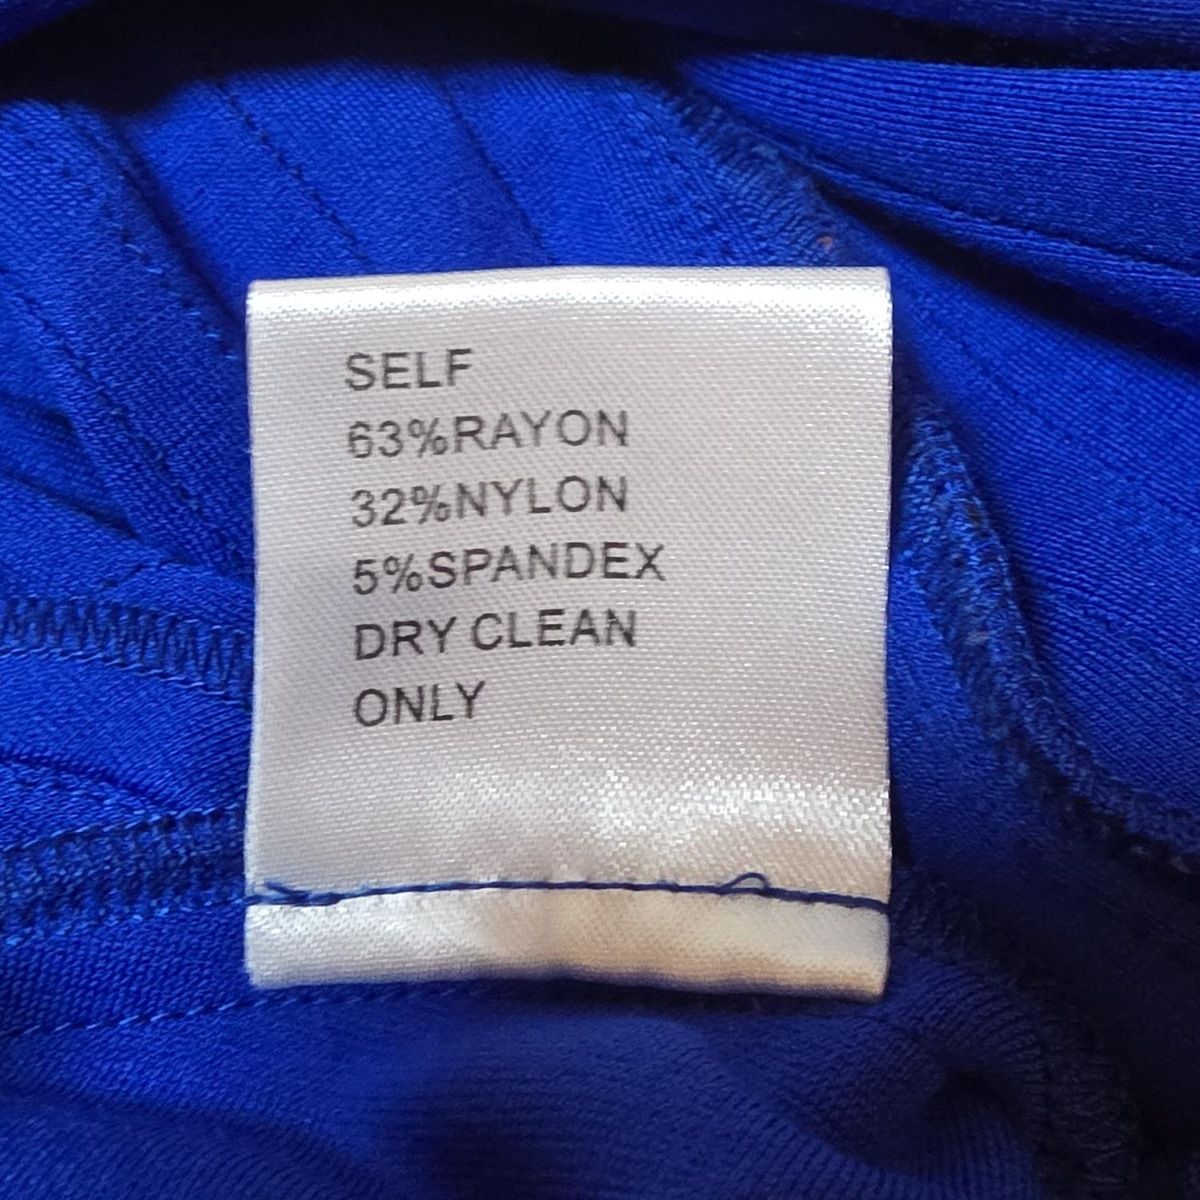 SELF
63%RAYON
32%NYLON
5%SPANDEX
DRY CLEAN
ONLY